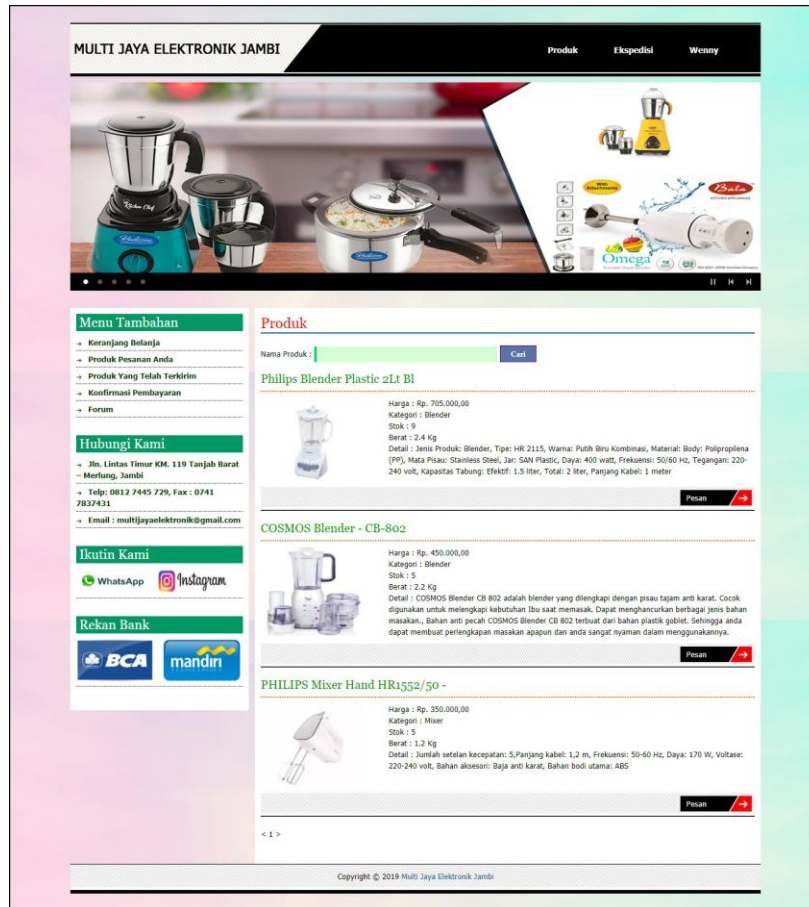 MULTI JAYA ELEKTRONIK JAMBI
Produk Ekspedisi Wenny
Kitchen Chef
With Attachments
Bala
KITCHEN APPLIANCES
Omega
Menu Tambahan
→ Keranjang Belanja
→ Produk Pesanan Anda
→ Produk Yang Telah Terkirim
→ Konfirmasi Pembayaran
→ Forum
Hubungi Kami
→ Jln. Lintas Timur KM. 119 Tanjab Barat
– Merlung, Jambi
→ Telp: 0812 7445 729, Fax : 0741
7837431
→ Email : multijayaelektronik@gmail.com
Ikutin Kami
WhatsApp Instagram
Rekan Bank
BCA mandiri
Produk
Nama Produk : Cari
Philips Blender Plastic 2Lt Bl
Harga : Rp. 705.000,00
Kategori : Blender
Stok : 9
Berat : 2.4 Kg
Detail : Jenis Produk: Blender, Tipe: HR 2115, Warna: Putih Biru Kombinasi, Material: Body: Polipropilena
(PP), Mata Pisau: Stainless Steel, Jar: SAN Plastic, Daya: 400 watt, Frekuensi: 50/60 Hz, Tegangan: 220-
240 volt, Kapasitas Tabung: Efektif: 1.5 liter, Total: 2 liter, Panjang Kabel: 1 meter
Pesan →
COSMOS Blender - CB-802
Harga : Rp. 450.000,00
Kategori : Blender
Stok : 5
Berat : 2.2 Kg
Detail : COSMOS Blender CB 802 adalah blender yang dilengkapi dengan pisau tajam anti karat. Cocok
digunakan untuk melengkapi kebutuhan Ibu saat memasak. Dapat menghancurkan berbagai jenis bahan
masakan., Bahan anti pecah COSMOS Blender CB 802 terbuat dari bahan plastik goblet. Sehingga anda
dapat membuat perlengkapan masakan apapun dan anda sangat nyaman dalam menggunakannya.
Pesan →
PHILIPS Mixer Hand HR1552/50 -
Harga : Rp. 350.000,00
Kategori : Mixer
Stok : 5
Berat : 1.2 Kg
Detail : Jumlah setelan kecepatan: 5,Panjang kabel: 1,2 m, Frekuensi: 50-60 Hz, Daya: 170 W, Voltase:
220-240 volt, Bahan aksesori: Baja anti karat, Bahan bodi utama: ABS
Pesan →
< 1 >
Copyright © 2019 Multi Jaya Elektronik Jambi